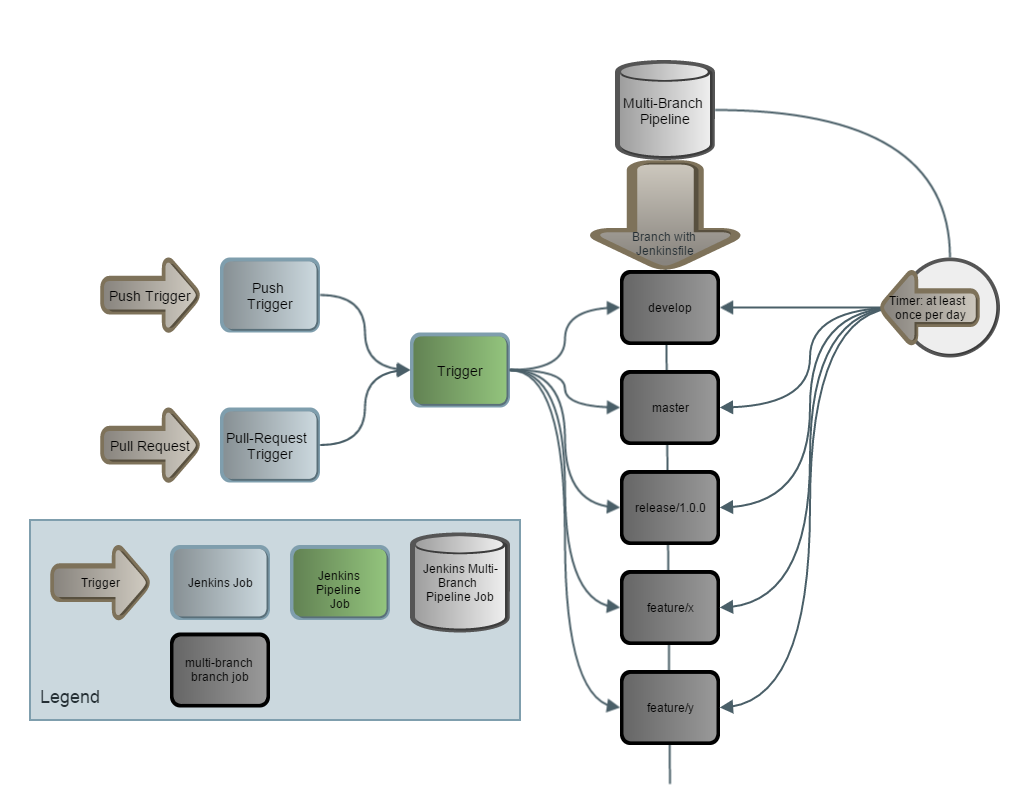 Multi-Branch
Pipeline
Branch with
Jenkinsfile
Push Trigger
Push
Trigger
develop
Timer: at least
once per day
Trigger
master
Pull Request
Pull-Request
Trigger
release/1.0.0
feature/x
feature/y
Trigger
Jenkins Job
Jenkins
Pipeline
Job
Jenkins Multi-
Branch
Pipeline Job
multi-branch
branch job
Legend